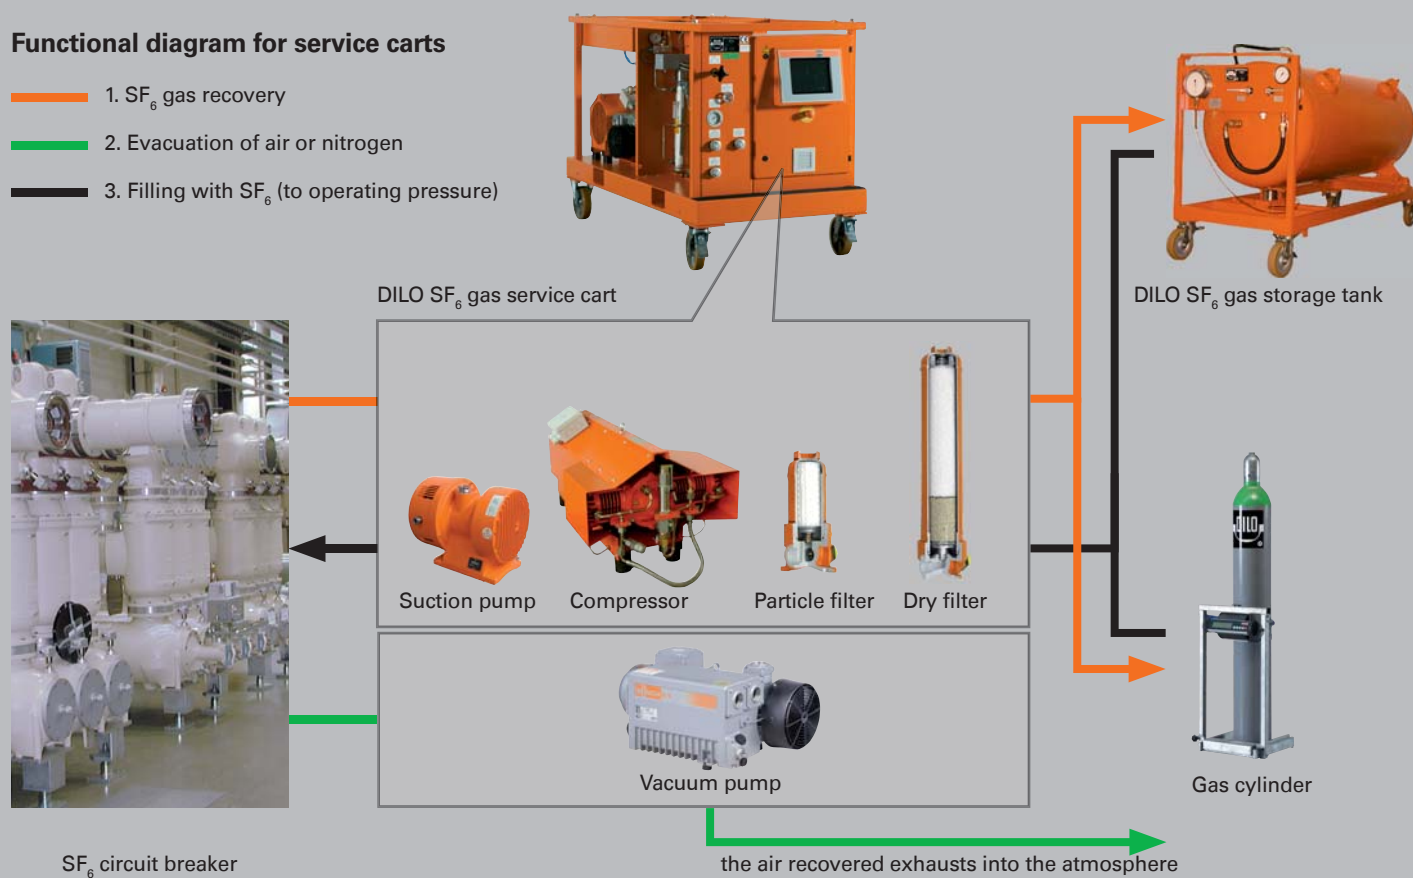 Functional diagram for service carts
1. SF₆ gas recovery
2. Evacuation of air or nitrogen
3. Filling with SF₆ (to operating pressure)
DILO SF₆ gas service cart
DILO SF₆ gas storage tank
Suction pump
Compressor
Particle filter
Dry filter
DILO
Vacuum pump
Gas cylinder
SF₆ circuit breaker
the air recovered exhausts into the atmosphere